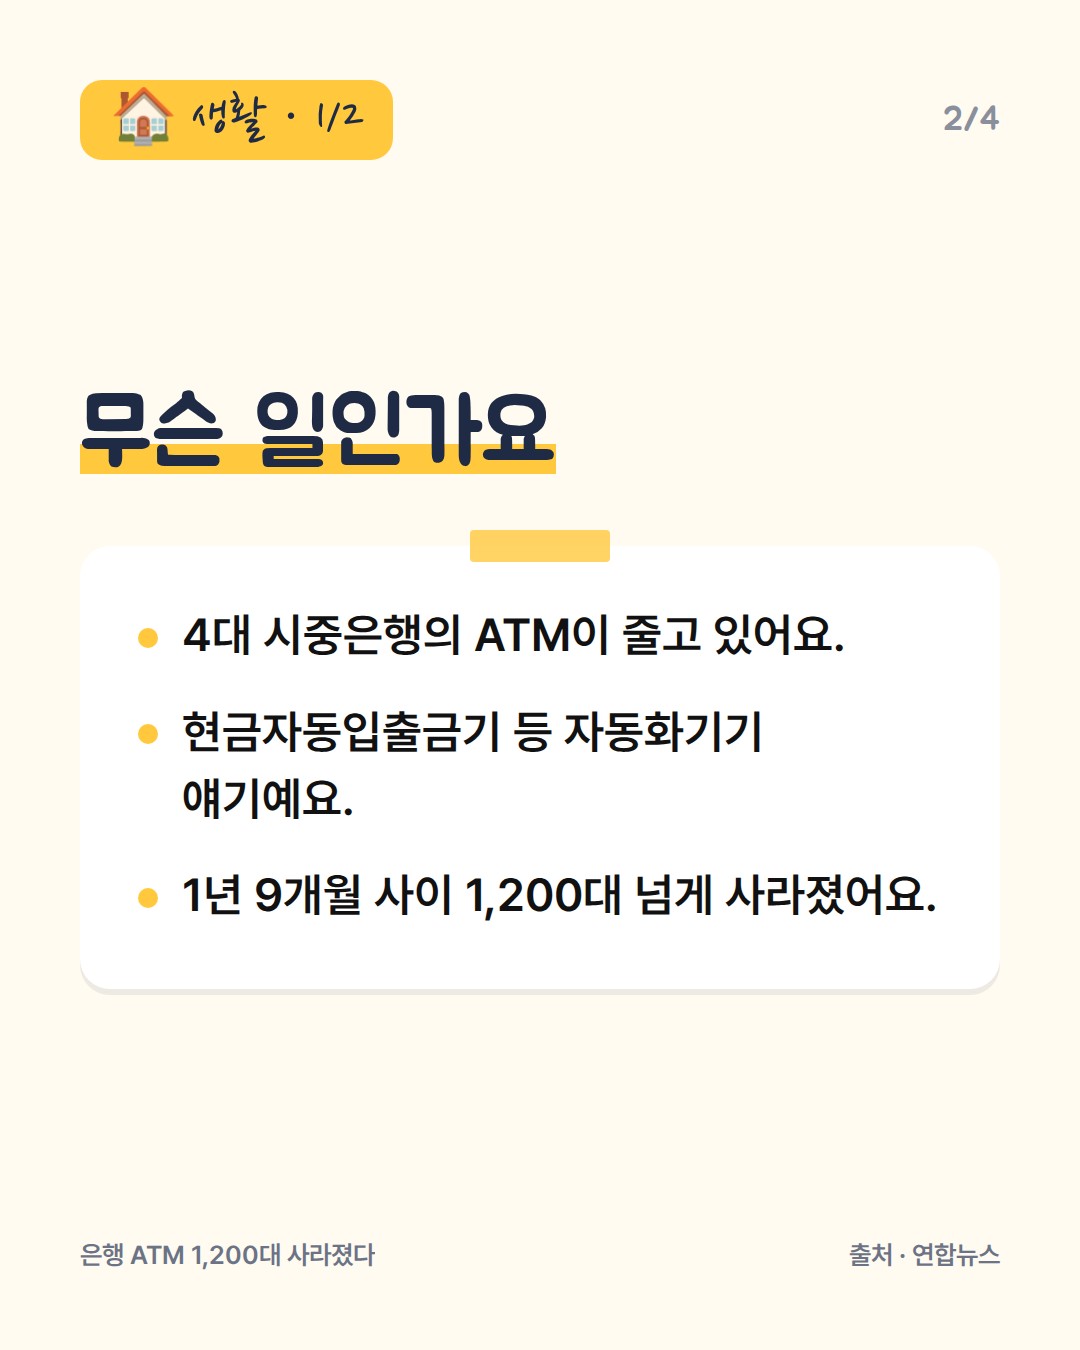 생활 · 1/2
2/4
무슨 일인가요
4대 시중은행의 ATM이 줄고 있어요.
현금자동입출금기 등 자동화기기
얘기예요.
1년 9개월 사이 1,200대 넘게 사라졌어요.
은행 ATM 1,200대 사라졌다
출처 · 연합뉴스